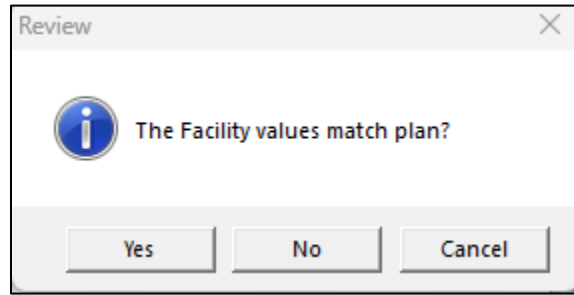 Review
The Facility values match plan?
Yes
No
Cancel